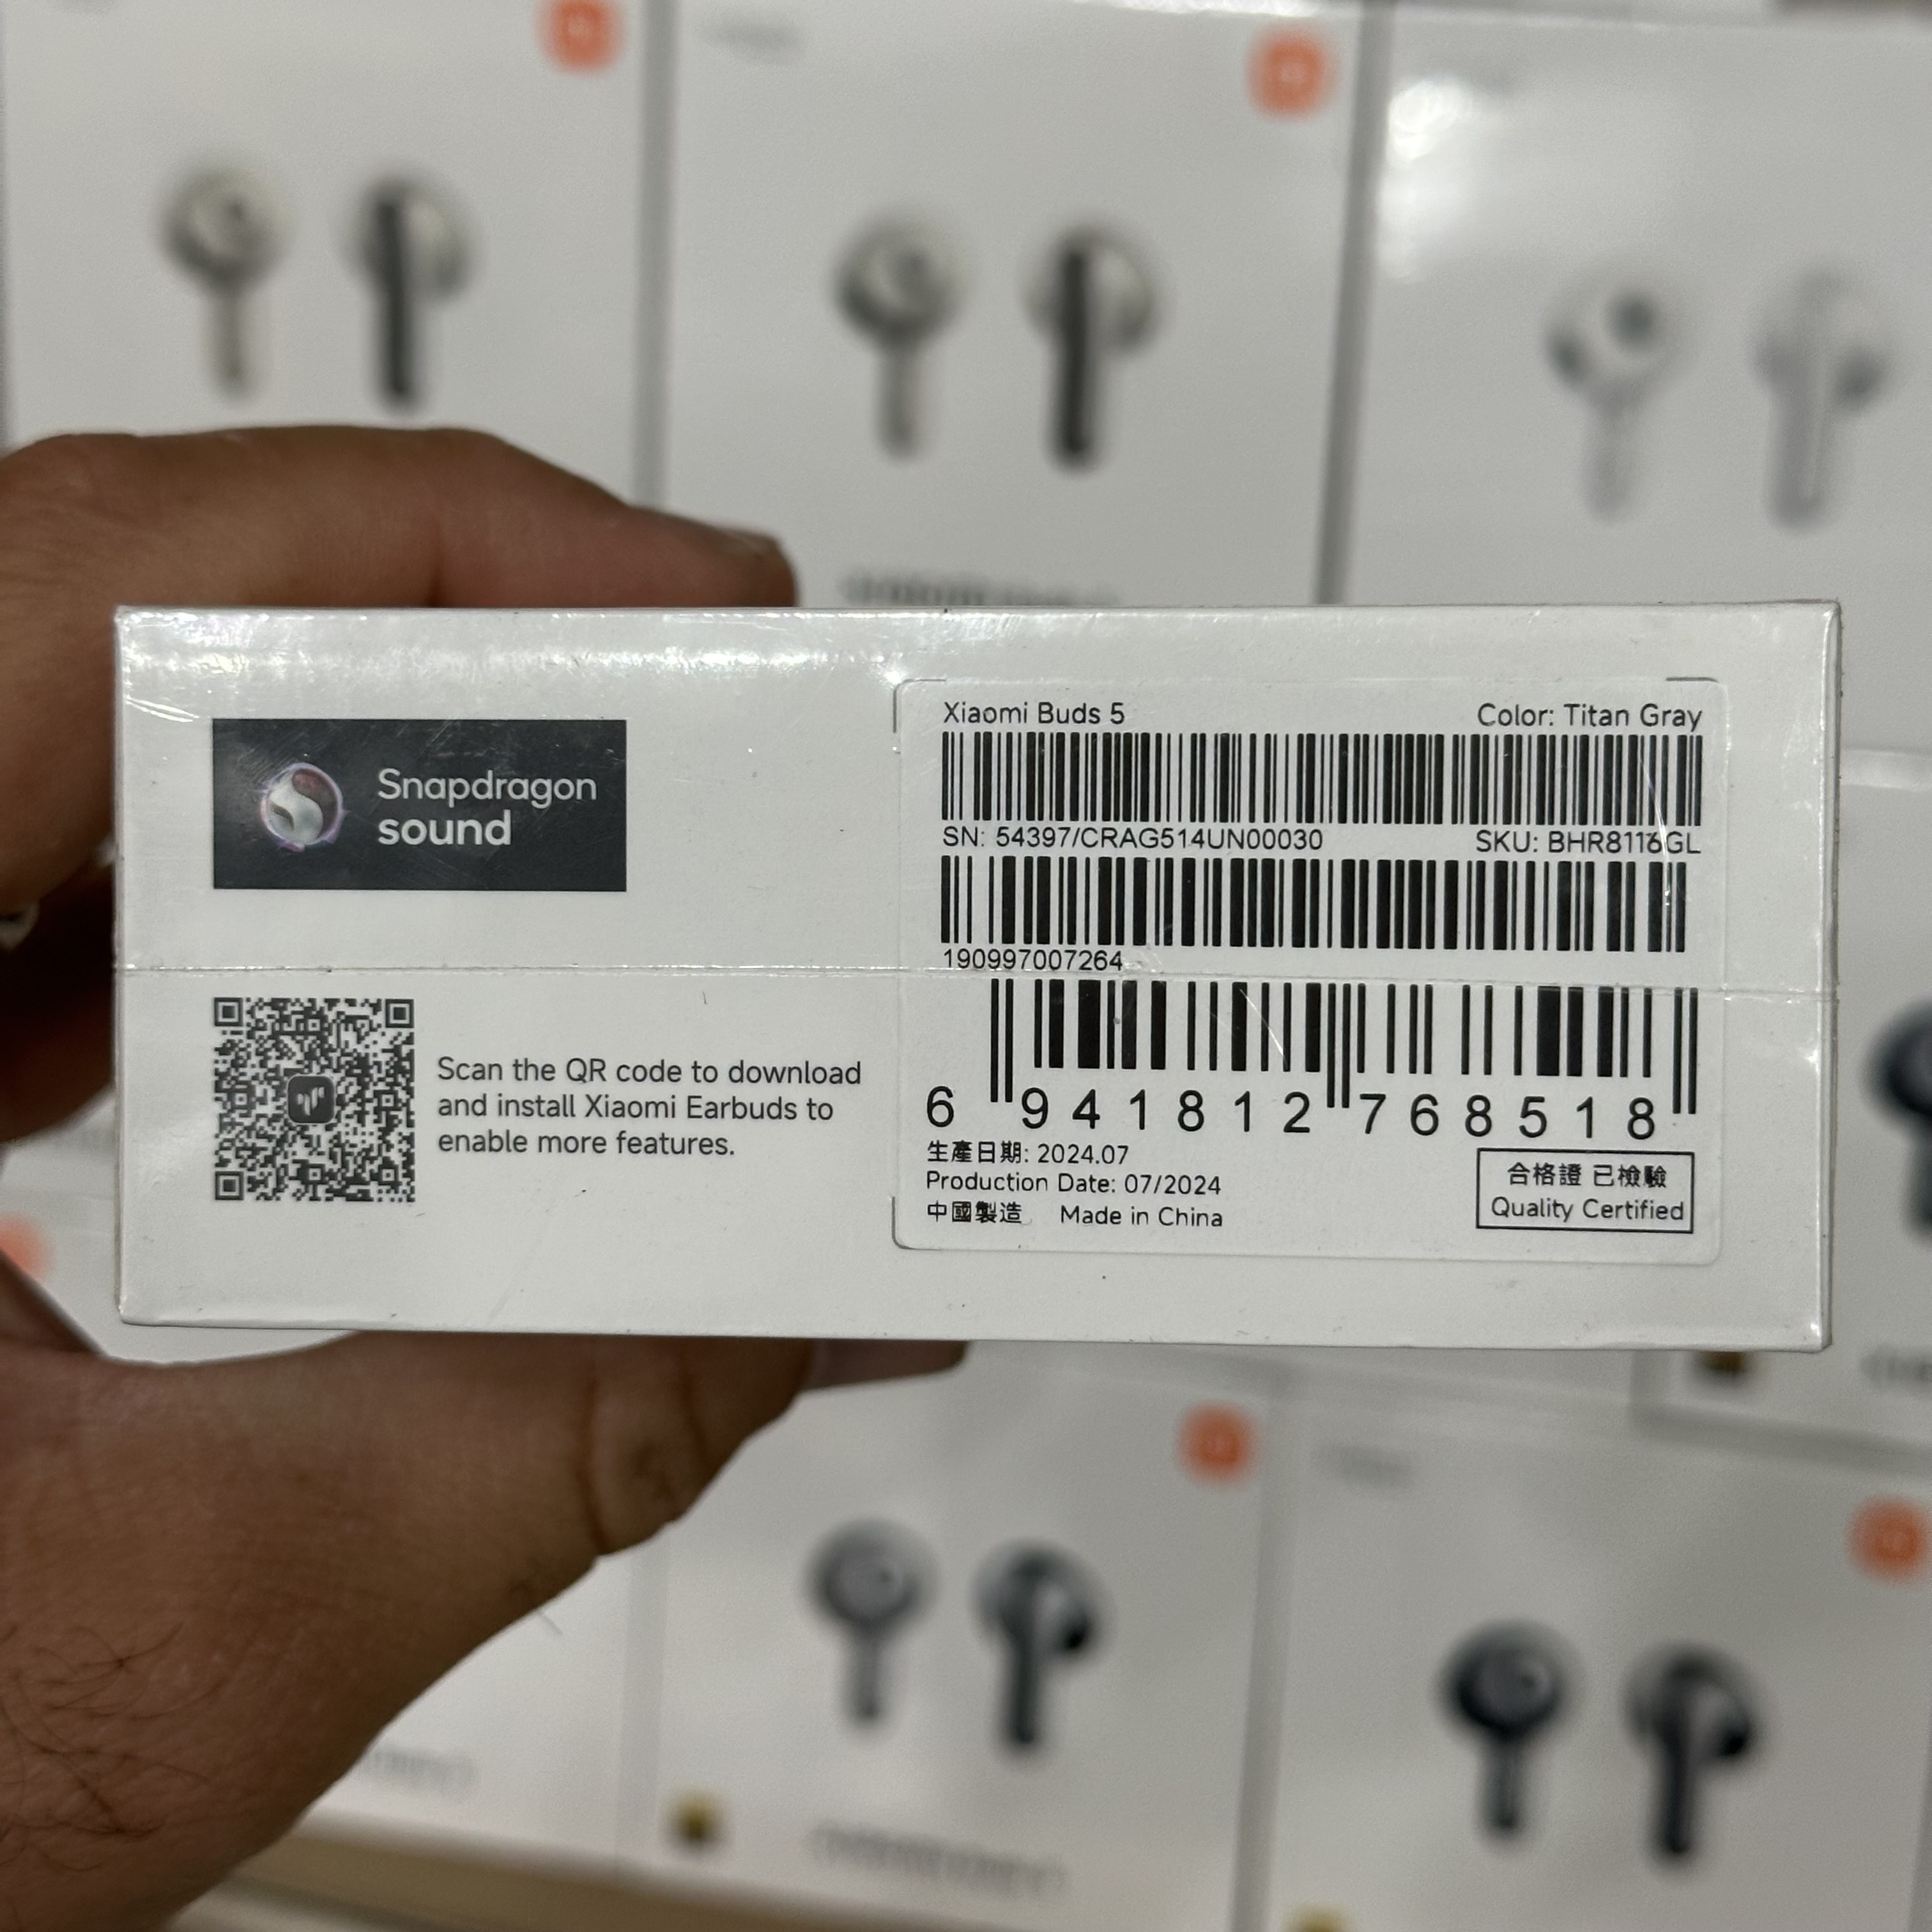 Snapdragon
sound
Scan the QR code to download
and install Xiaomi Earbuds to
enable more features.
Xiaomi Buds 5 Color: Titan Gray
SN: 54397/CRAG514UN00030 SKU: BHR8116GL
190997007264
6 941812 768518
生產日期: 2024.07
Production Date: 07/2024
中國製造 Made in China
合格證 已檢驗
Quality Certified